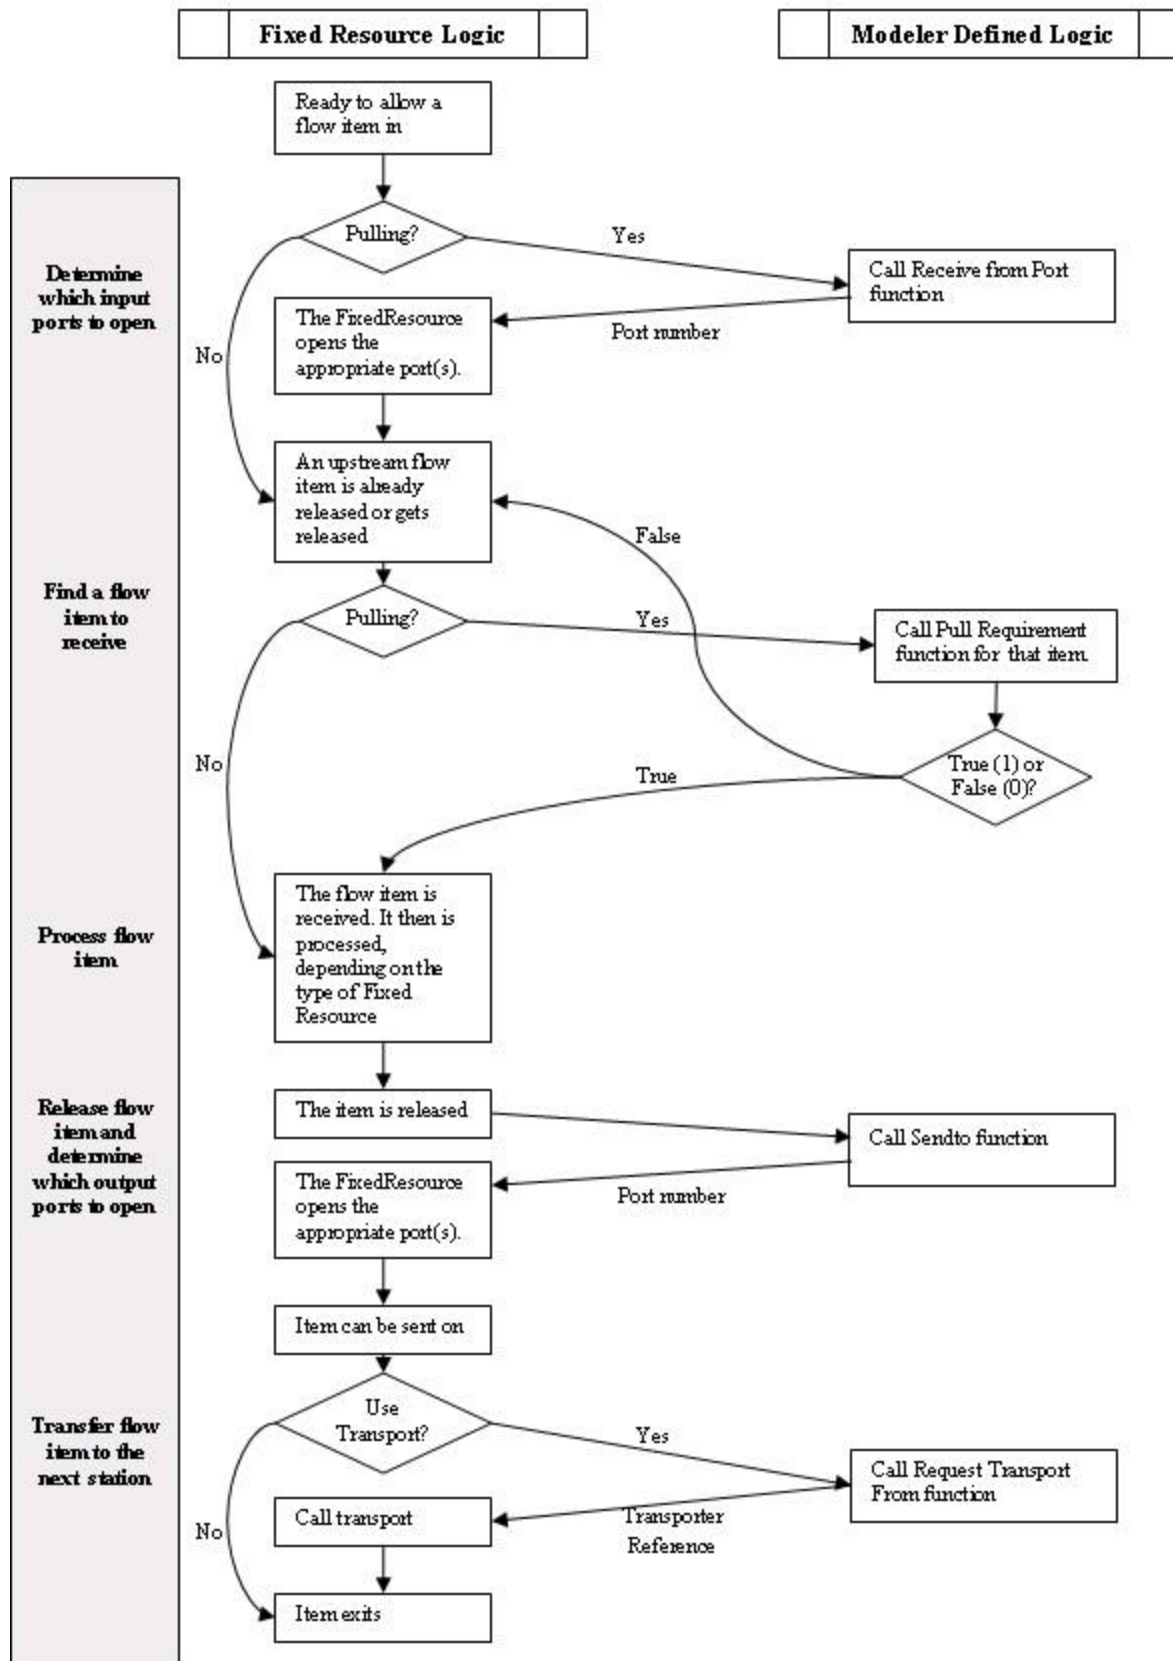 Fixed Resource Logic
Modeler Defined Logic
Ready to allow a
flow item in
Determine
which input
ports to open
Pulling?
Yes
Call Receive from Port
function
Port number
The FixedResource
opens the
appropriate port(s).
No
An upstream flow
item is already
released or gets
released
False
Find a flow
item to
receive
Pulling?
Yes
Call Pull Requirement
function for that item.
No
True
True (1) or
False (0)?
Process flow
item
The flow item is
received. It then is
processed,
depending on the
type of Fixed
Resource
Release flow
item and
determine
which output
ports to open
The item is released
Call Sendto function
The FixedResource
opens the
appropriate port(s).
Port number
Item can be sent on
Transfer flow
item to the
next station
Use
Transport?
Yes
Call Request Transport
From function
Call transport
Transporter
Reference
No
Item exits